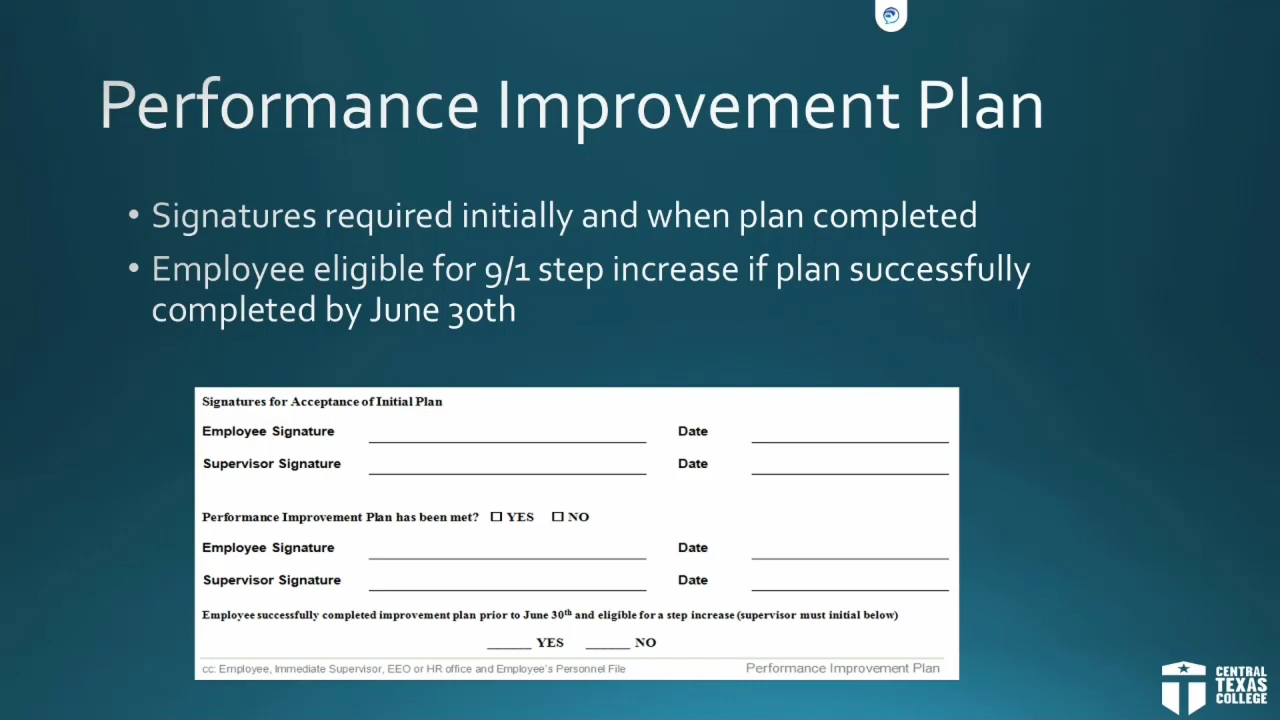 Performance Improvement Plan
• Signatures required initially and when plan completed
• Employee eligible for 9/1 step increase if plan successfully
completed by June 30th
Signatures for Acceptance of Initial Plan
Employee Signature Date
Supervisor Signature Date
Performance Improvement Plan has been met? ☐ YES ☐ NO
Employee Signature Date
Supervisor Signature Date
Employee successfully completed improvement plan prior to June 30th and eligible for a step increase (supervisor must initial below)
______ YES ______ NO
cc: Employee, Immediate Supervisor, EEO or HR office and Employee's Personnel File Performance Improvement Plan
CENTRAL
TEXAS
COLLEGE